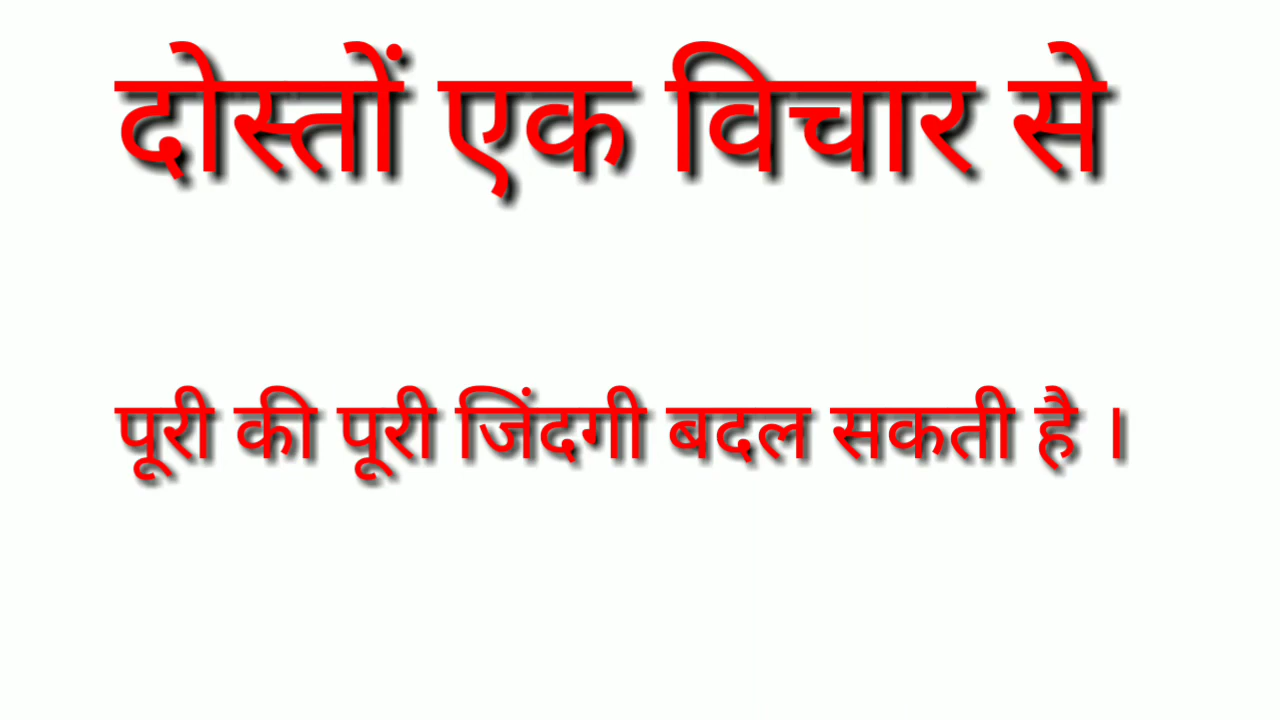 दोस्तों एक विचार से
पूरी की पूरी जिंदगी बदल सकती है ।